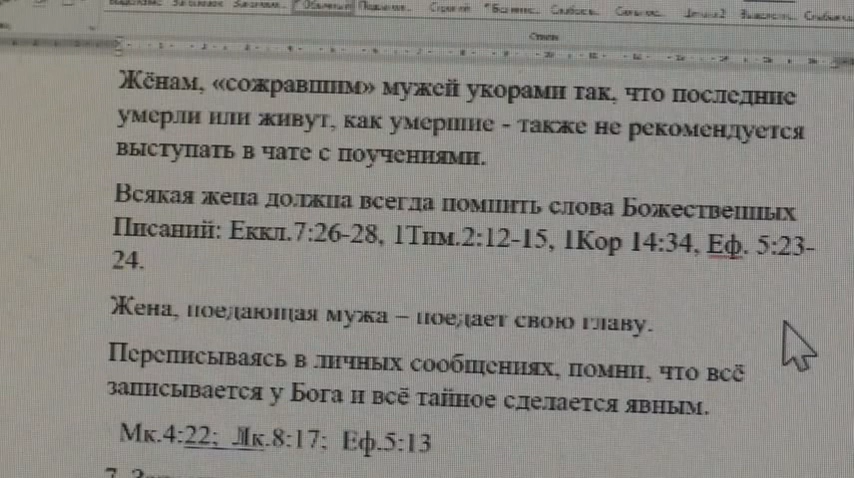 Жёнам, «сожравшим» мужей укорами так, что последние
умерли или живут, как умершие - также не рекомендуется
выступать в чате с поучениями.
Всякая жена должна всегда помнить слова Божественных
Писаний: Еккл.7:26-28, 1Тим.2:12-15, 1Кор 14:34, Еф. 5:23-
24.
Жена, поедающая мужа – поедает свою главу.
Переписываясь в личных сообщениях, помни, что всё
записывается у Бога и всё тайное сделается явным.
Мк.4:22; Лк.8:17; Еф.5:13